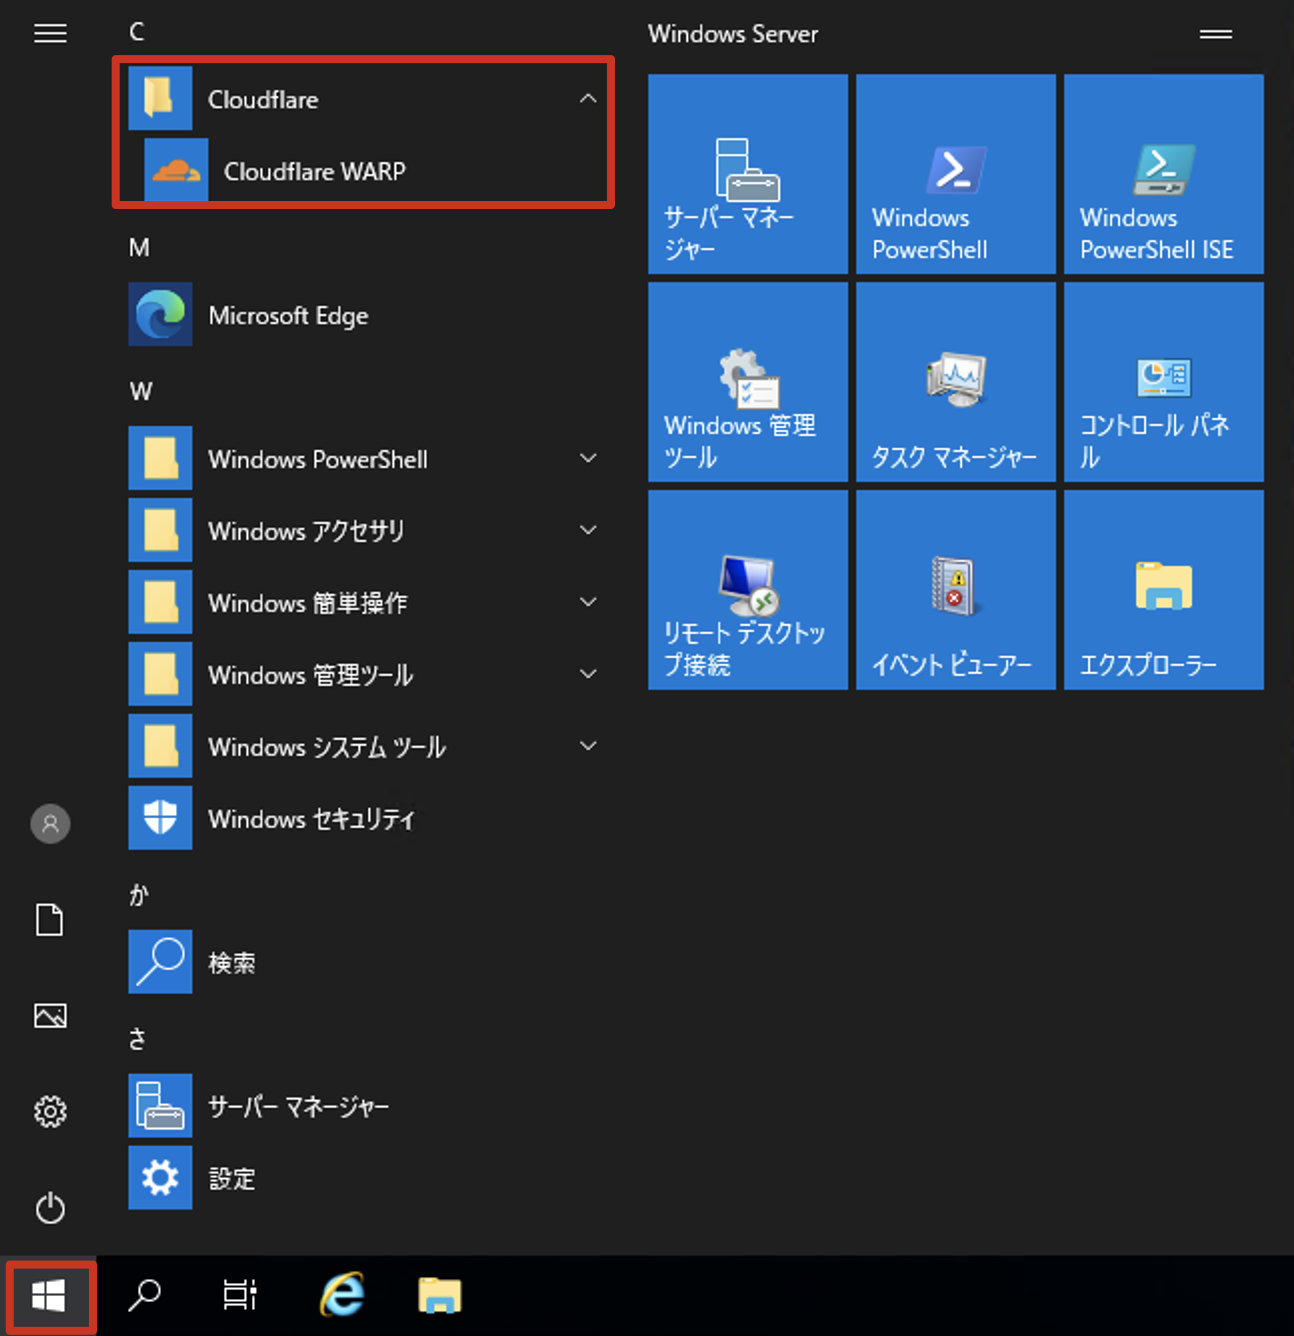 C
Cloudflare
Cloudflare WARP
M
Microsoft Edge
W
Windows PowerShell
Windows アクセサリ
Windows 簡単操作
Windows 管理ツール
Windows システム ツール
Windows セキュリティ
か
検索
さ
サーバー マネージャー
設定
Windows Server
サーバー マネー
ジャー
Windows
PowerShell
Windows
PowerShell ISE
Windows 管理
ツール
タスク マネージャー
コントロール パネ
ル
リモート デスクトッ
プ接続
イベント ビューアー
エクスプローラー